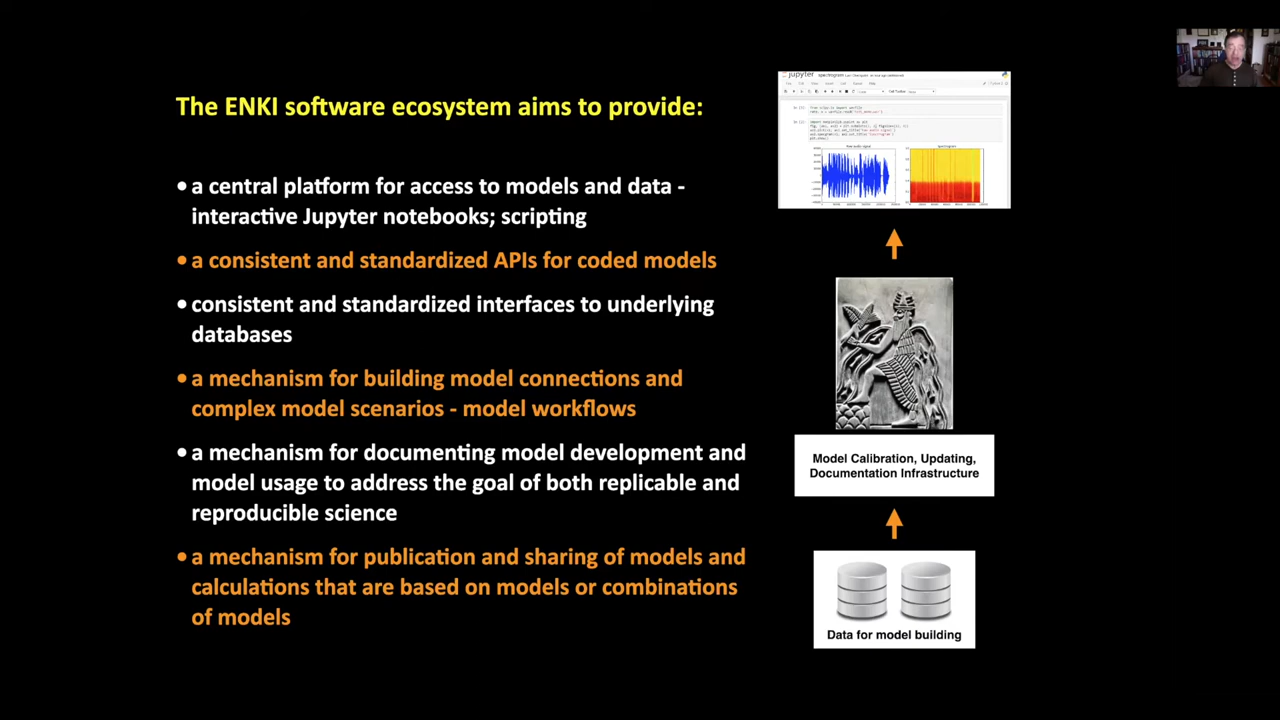 The ENKI software ecosystem aims to provide:
• a central platform for access to models and data -
interactive Jupyter notebooks; scripting
• a consistent and standardized APIs for coded models
• consistent and standardized interfaces to underlying
databases
• a mechanism for building model connections and
complex model scenarios - model workflows
• a mechanism for documenting model development and
model usage to address the goal of both replicable and
reproducible science
• a mechanism for publication and sharing of models and
calculations that are based on models or combinations
of models
jupyter
Model Calibration, Updating,
Documentation Infrastructure
Data for model building